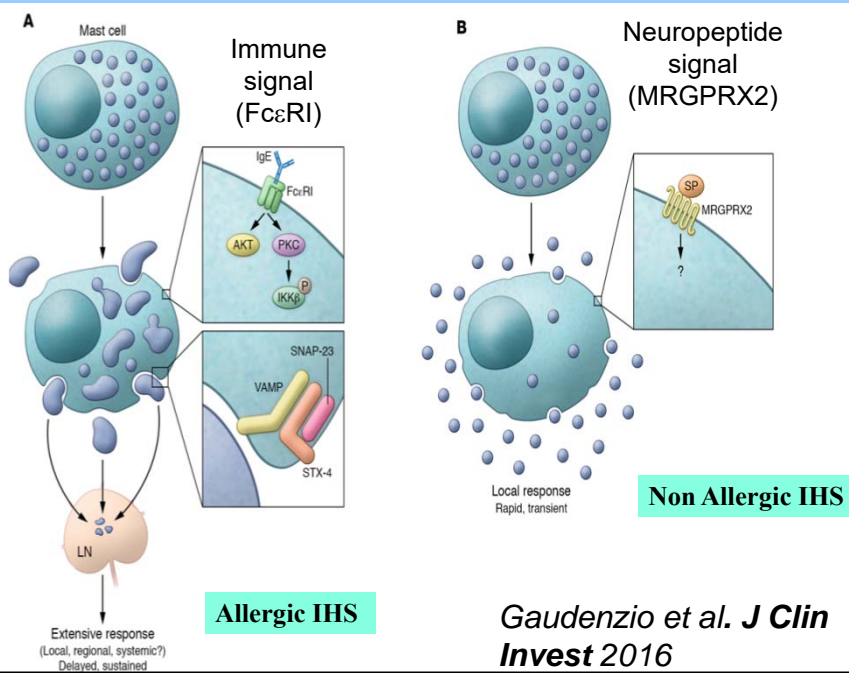 A
Mast cell
Immune
signal
(FcεRI)
IgE
FcεRI
AKT
PKC
P
IKKβ
SNAP-23
VAMP
STX-4
LN
Extensive response
(Local, regional, systemic?)
Delayed, sustained
Allergic IHS
B
Neuropeptide
signal
(MRGPRX2)
SP
MRGPRX2
?
Local response
Rapid, transient
Non Allergic IHS
Gaudenzio et al. J Clin
Invest 2016